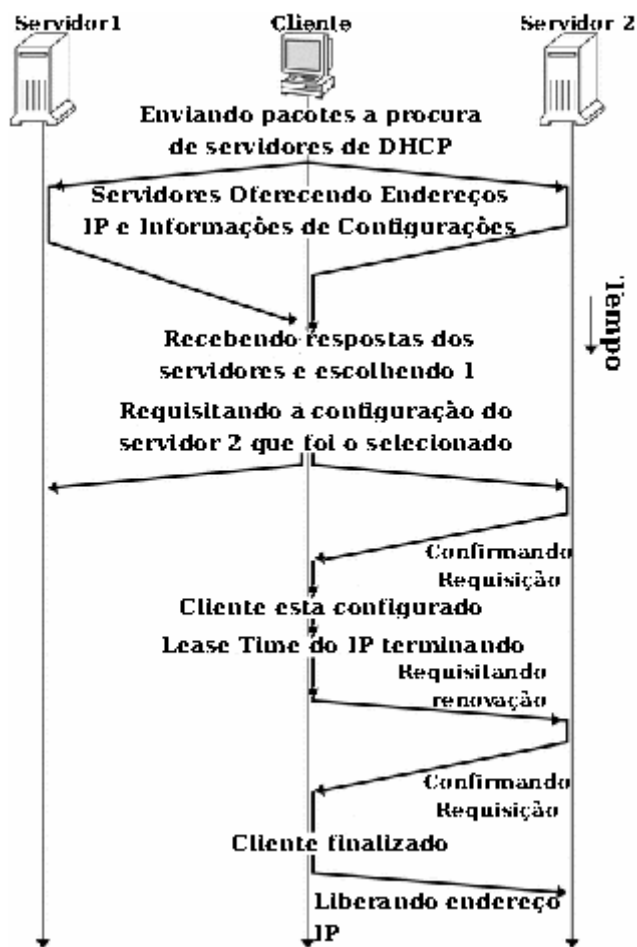 Servidor1
Cliente
Servidor 2
Enviando pacotes a procura
de servidores de DHCP
Servidores Oferecendo Endereços
IP e Informações de Configurações
Tempo
Recebendo respostas dos
servidores e escolhendo 1
Requisitando a configuração do
servidor 2 que foi o selecionado
Confirmando
Requisição
Cliente esta configurado
Lease Time do IP terminando
Requisitando
renovação
Confirmando
Requisição
Cliente finalizado
Liberando endereço
IP